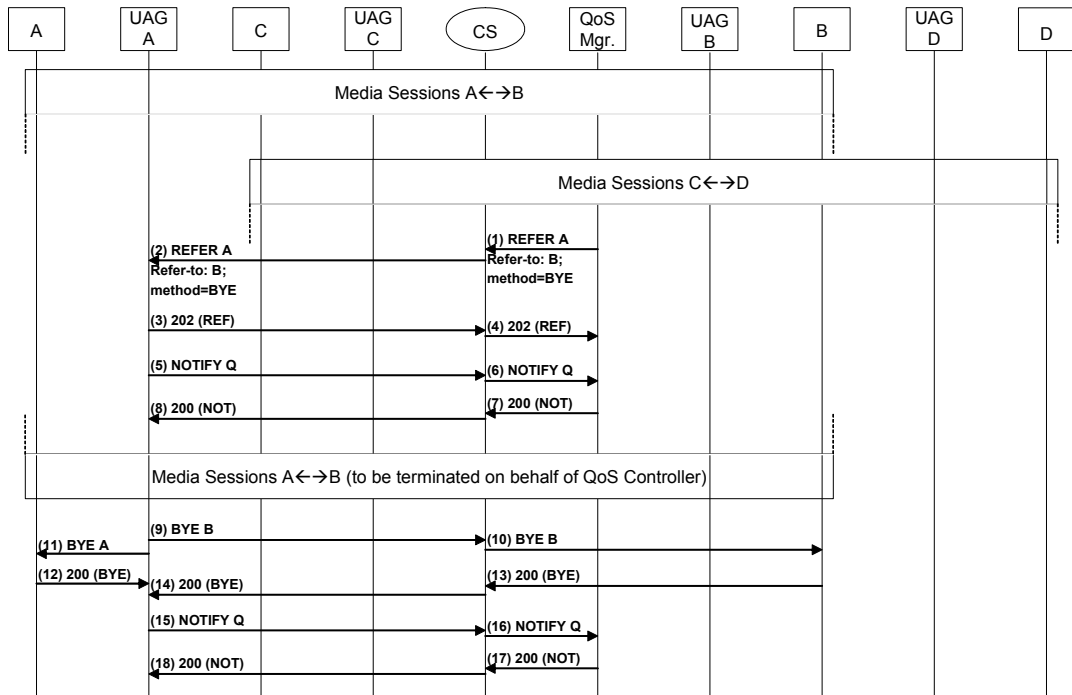 A
UAG
A
C
UAG
C
CS
QoS
Mgr.
UAG
B
B
UAG
D
D
Media Sessions A←→B
Media Sessions C←→D
(1) REFER A
Refer-to: B;
method=BYE
(2) REFER A
Refer-to: B;
method=BYE
(3) 202 (REF)
(4) 202 (REF)
(5) NOTIFY Q
(6) NOTIFY Q
(7) 200 (NOT)
(8) 200 (NOT)
Media Sessions A←→B (to be terminated on behalf of QoS Controller)
(9) BYE B
(10) BYE B
(11) BYE A
(12) 200 (BYE)
(13) 200 (BYE)
(14) 200 (BYE)
(15) NOTIFY Q
(16) NOTIFY Q
(17) 200 (NOT)
(18) 200 (NOT)